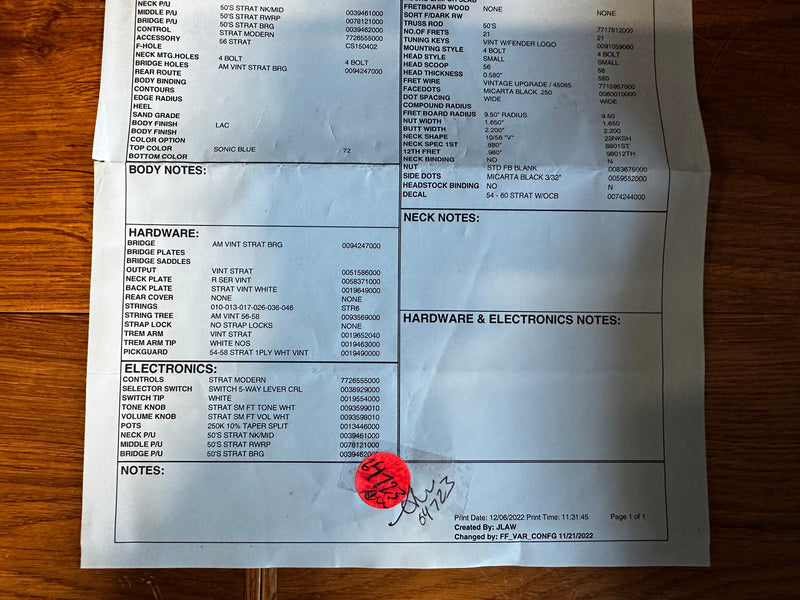 NECK P/U 50'S STRAT NK/MID
MIDDLE P/U 50'S STRAT RWRP 0039461000
BRIDGE P/U 50'S STRAT BRG 0078121000
CONTROL STRAT MODERN 0039462000
ACCESSORY 56 STRAT 7726555000
F-HOLE CS150402
NECK MTG.HOLES 4 BOLT 4 BOLT
BRIDGE HOLES AM VINT STRAT BRG 0094247000
REAR ROUTE
BODY BINDING
CONTOURS
EDGE RADIUS
HEEL
SAND GRADE
BODY FINISH LAC
BODY FINISH
COLOR OPTION
TOP COLOR SONIC BLUE 72
BOTTOM COLOR
BODY NOTES:
HARDWARE:
BRIDGE AM VINT STRAT BRG 0094247000
BRIDGE PLATES
BRIDGE SADDLES
OUTPUT VINT STRAT 0051586000
NECK PLATE R SER VINT 0058371000
BACK PLATE STRAT VINT WHITE 0019649000
REAR COVER NONE NONE
STRINGS 010-013-017-026-036-046 STR6
STRING TREE AM VINT 56-58 0093569000
STRAP LOCK NO STRAP LOCKS NONE
TREM ARM VINT STRAT 0019652040
TREM ARM TIP WHITE NOS 0019463000
PICKGUARD 54-58 STRAT 1PLY WHT VINT 0019490000
ELECTRONICS:
CONTROLS STRAT MODERN 7726555000
SELECTOR SWITCH SWITCH 5-WAY LEVER CRL 0038929000
SWITCH TIP WHITE 0019554000
TONE KNOB STRAT SM FT TONE WHT 0093599010
VOLUME KNOB STRAT SM FT VOL WHT 0093598010
POTS 250K 10% TAPER SPLIT 0013446000
NECK P/U 50'S STRAT NK/MID 0039461000
MIDDLE P/U 50'S STRAT RWRP 0078121000
BRIDGE P/U 50'S STRAT BRG 0039462000
NOTES:
FRETBOARD WOOD NONE
SORT F/DARK RW NONE
TRUSS ROD 50'S
NO.OF FRETS 21 7717812000
TUNING KEYS VINT W/FENDER LOGO 21
MOUNTING STYLE 4 BOLT 0091059060
HEAD STYLE SMALL 4 BOLT
HEAD SCOOP 56 SMALL
HEAD THICKNESS 0.580" 56
FRET WIRE VINTAGE UPGRADE / 45085 580
FACEDOTS MICARTA BLACK .250 7715957000
DOT SPACING WIDE 0060010000
COMPOUND RADIUS WIDE
FRET BOARD RADIUS 9.50" RADIUS 9.50
NUT WIDTH 1.650" 1.650
BUTT WIDTH 2.200" 2.200
NECK SHAPE 10/56 "V" 23NKSH
NECK SPEC 1ST .880" 8801ST
12TH FRET .980" 98012TH
NECK BINDING NO N
NUT STD FB BLANK 0083675000
SIDE DOTS MICARTA BLACK 3/32" 0059552000
HEADSTOCK BINDING NO N
DECAL 54 - 60 STRAT W/OCB 0074244000
NECK NOTES:
HARDWARE & ELECTRONICS NOTES:
64723
64723
Print Date: 12/06/2022 Print Time: 11:31:45 Page 1 of 1
Created By: JLAW
Changed by: FF_VAR_CONFG 11/21/2022